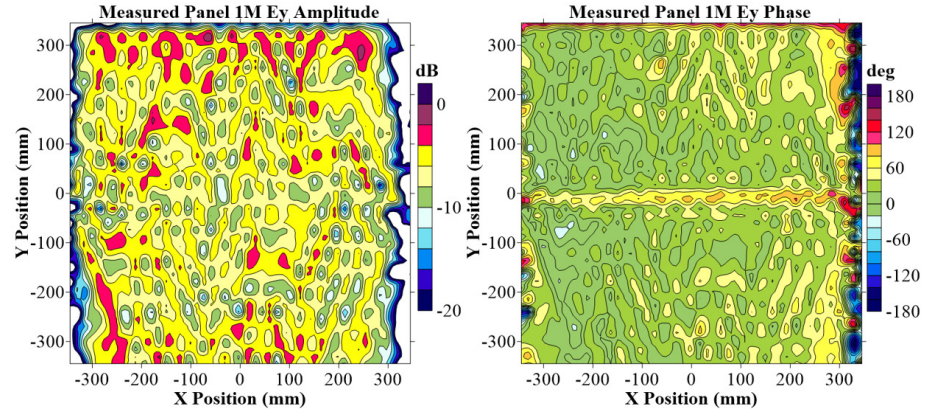 Measured Panel 1M Ey Amplitude
300
200
100
0
-100
-200
-300
Y Position (mm)
-300 -200 -100 0 100 200 300
X Position (mm)
dB
0
-10
-20
Measured Panel 1M Ey Phase
300
200
100
0
-100
-200
-300
Y Position (mm)
-300 -200 -100 0 100 200 300
X Position (mm)
deg
180
120
60
0
-60
-120
-180